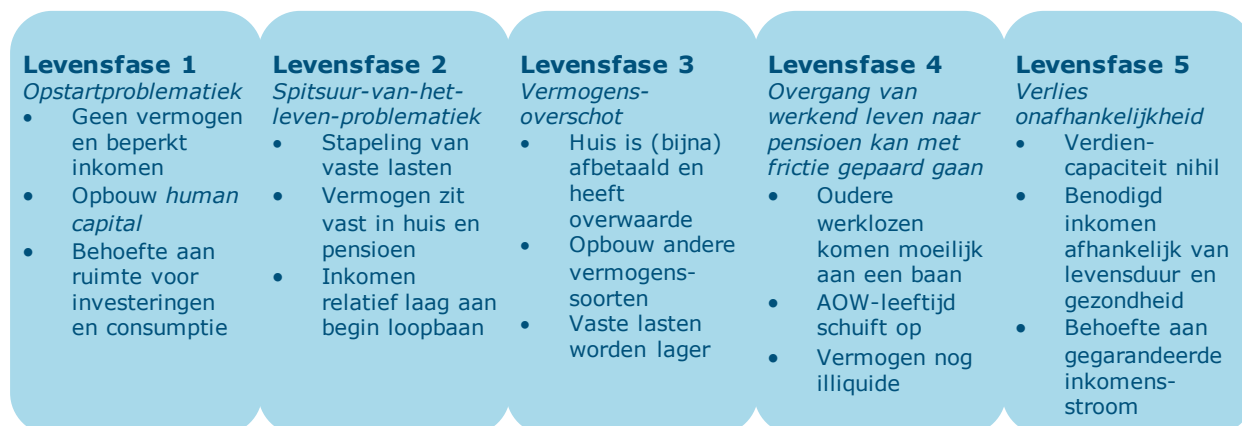 Levensfase 1
Opstartproblematiek
• Geen vermogen
en beperkt
inkomen
• Opbouw human
capital
• Behoefte aan
ruimte voor
investeringen
en consumptie
Levensfase 2
Spitsuur-van-het-
leven-problematiek
• Stapeling van
vaste lasten
• Vermogen zit
vast in huis en
pensioen
• Inkomen
relatief laag aan
begin loopbaan
Levensfase 3
Vermogens-
overschot
• Huis is (bijna)
afbetaald en
heeft
overwaarde
• Opbouw andere
vermogens-
soorten
• Vaste lasten
worden lager
Levensfase 4
Overgang van
werkend leven naar
pensioen kan met
frictie gepaard gaan
• Oudere
werklozen
komen moeilijk
aan een baan
• AOW-leeftijd
schuift op
• Vermogen nog
illiquide
Levensfase 5
Verlies
onafhankelijkheid
• Verdien-
capaciteit nihil
• Benodigd
inkomen
afhankelijk van
levensduur en
gezondheid
• Behoefte aan
gegarandeerde
inkomens-
stroom